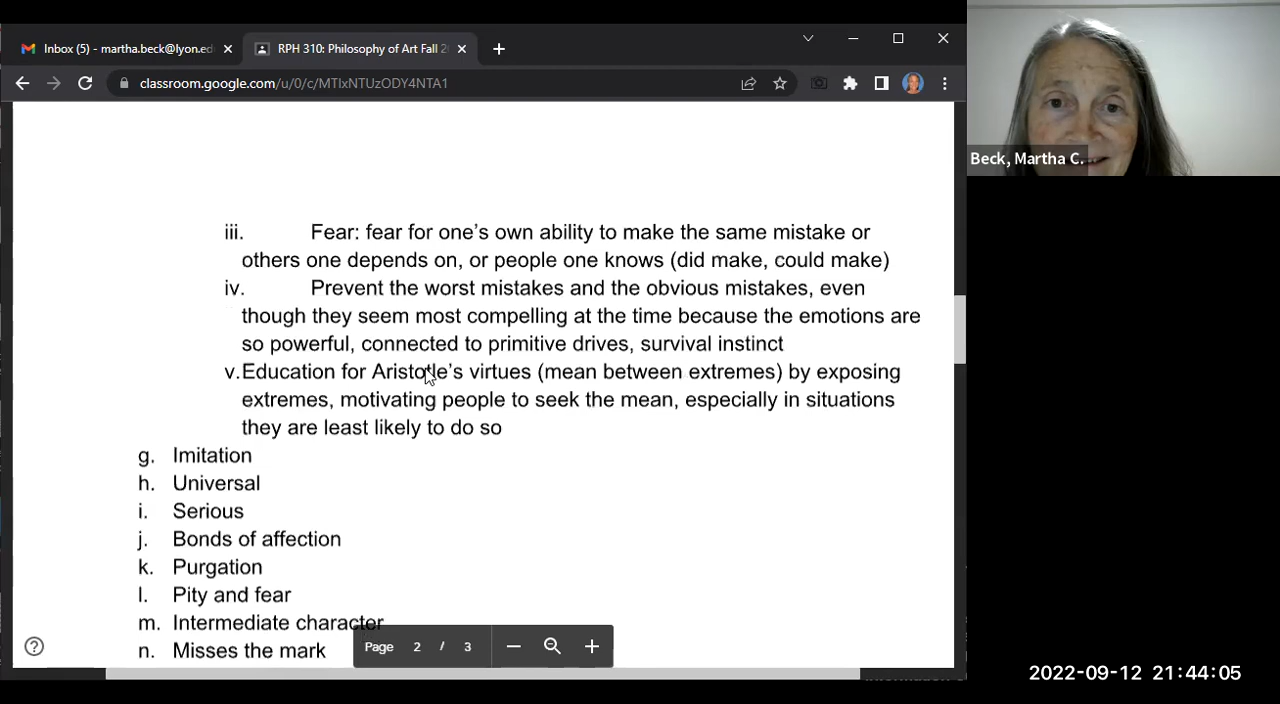 Inbox (5) - martha.beck@lyon.ed
RPH 310: Philosophy of Art Fall 2
classroom.google.com/u/0/c/MTIxNTUzODY4NTA1
Beck, Martha C.
iii. Fear: fear for one's own ability to make the same mistake or
others one depends on, or people one knows (did make, could make)
iv. Prevent the worst mistakes and the obvious mistakes, even
though they seem most compelling at the time because the emotions are
so powerful, connected to primitive drives, survival instinct
v. Education for Aristotle's virtues (mean between extremes) by exposing
extremes, motivating people to seek the mean, especially in situations
they are least likely to do so
g. Imitation
h. Universal
i. Serious
j. Bonds of affection
k. Purgation
l. Pity and fear
m. Intermediate character
n. Misses the mark
Page 2 / 3
2022-09-12 21:44:05